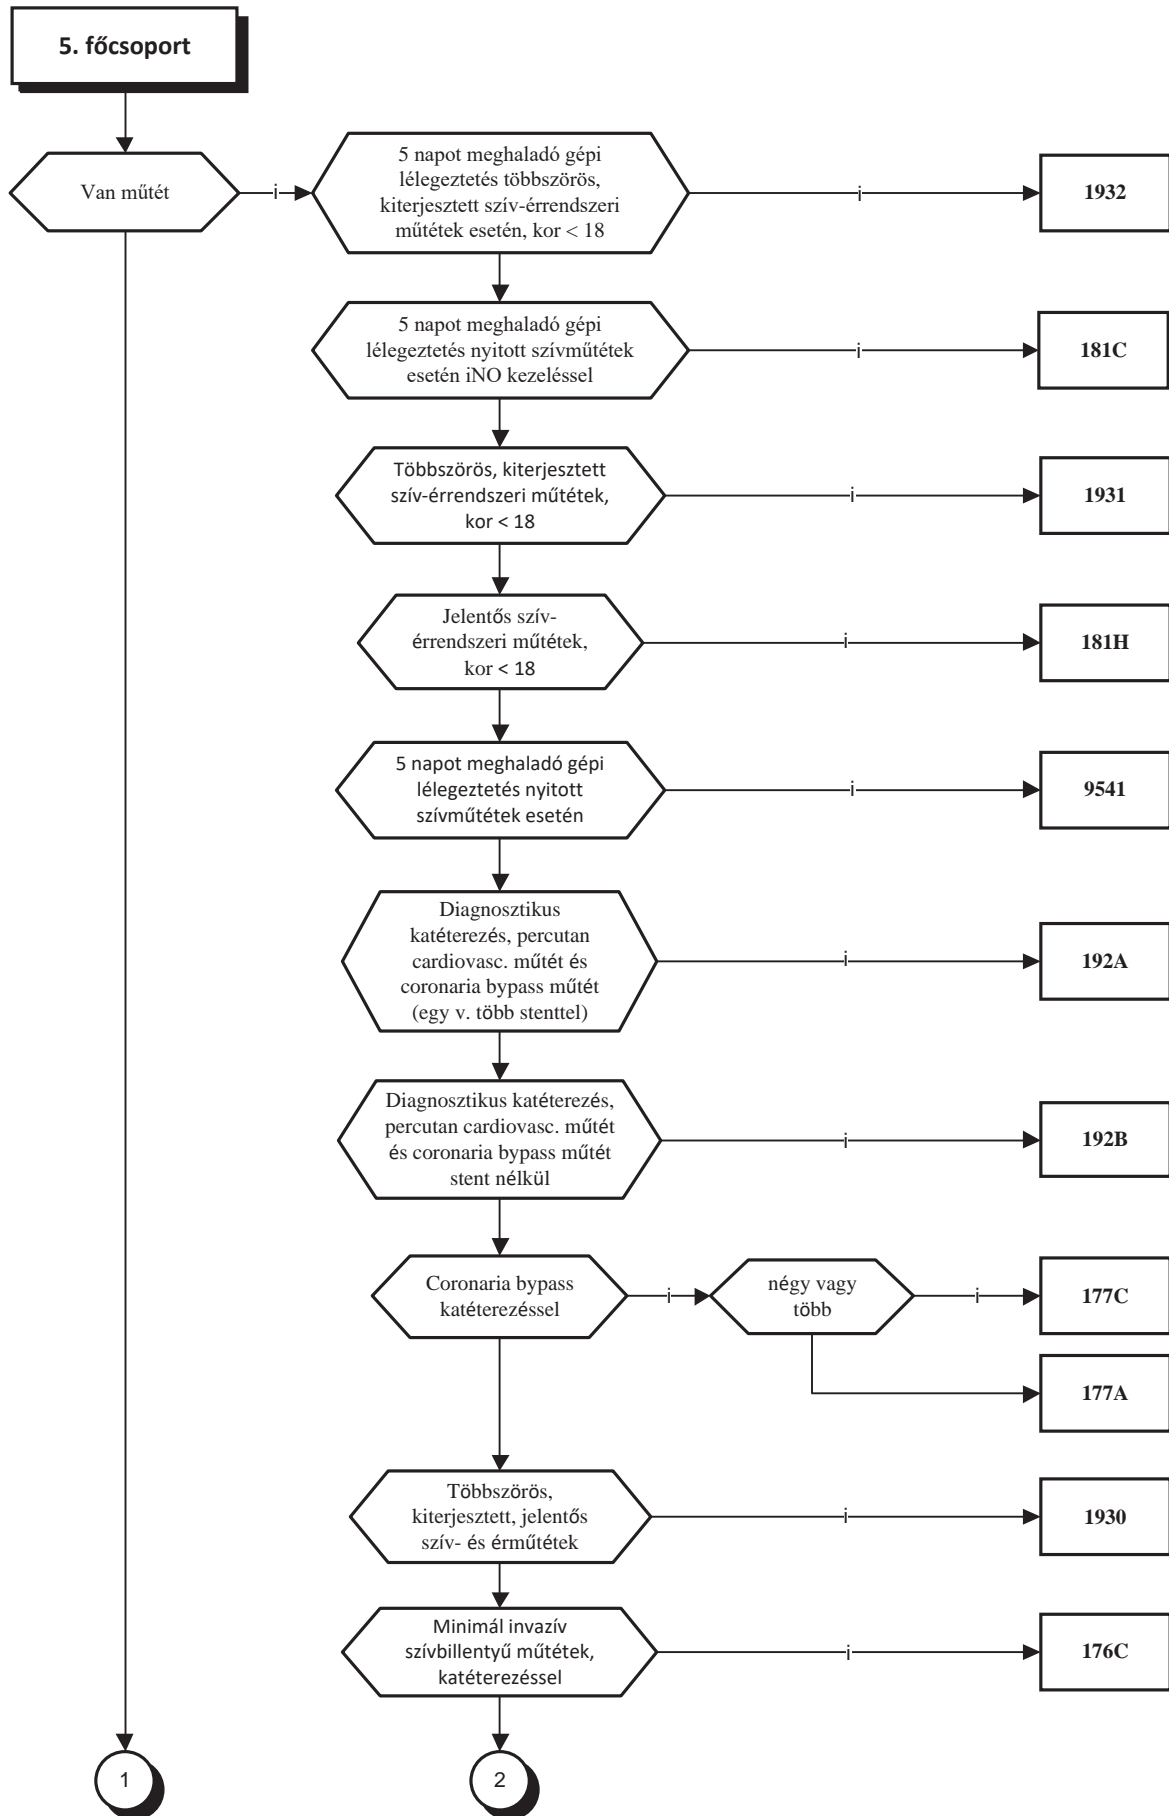 5. főcsoport
Van műtét
i
5 napot meghaladó gépi
lélegeztetés többszörös,
kiterjesztett szív-érrendszeri
műtétek esetén, kor < 18
i
1932
5 napot meghaladó gépi
lélegeztetés nyitott szívműtétek
esetén iNO kezeléssel
i
181C
Többszörös, kiterjesztett
szív-érrendszeri műtétek,
kor < 18
i
1931
Jelentős szív-
érrendszeri műtétek,
kor < 18
i
181H
5 napot meghaladó gépi
lélegeztetés nyitott
szívműtétek esetén
i
9541
Diagnosztikus
katéterezés, percutan
cardiovasc. műtét és
coronaria bypass műtét
(egy v. több stenttel)
i
192A
Diagnosztikus katéterezés,
percutan cardiovasc. műtét
és coronaria bypass műtét
stent nélkül
i
192B
Coronaria bypass
katéterezéssel
i
négy vagy
több
i
177C
177A
Többszörös,
kiterjesztett, jelentős
szív- és érműtétek
i
1930
Minimál invazív
szívbillentyű műtétek,
katéterezéssel
i
176C
1
2